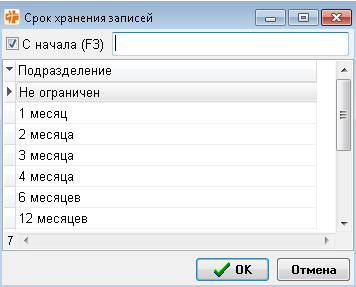 Срок хранения записей
С начала (F3)
Подразделение
Не ограничен
1 месяц
2 месяца
3 месяца
4 месяца
6 месяцев
12 месяцев
7
OK
Отмена